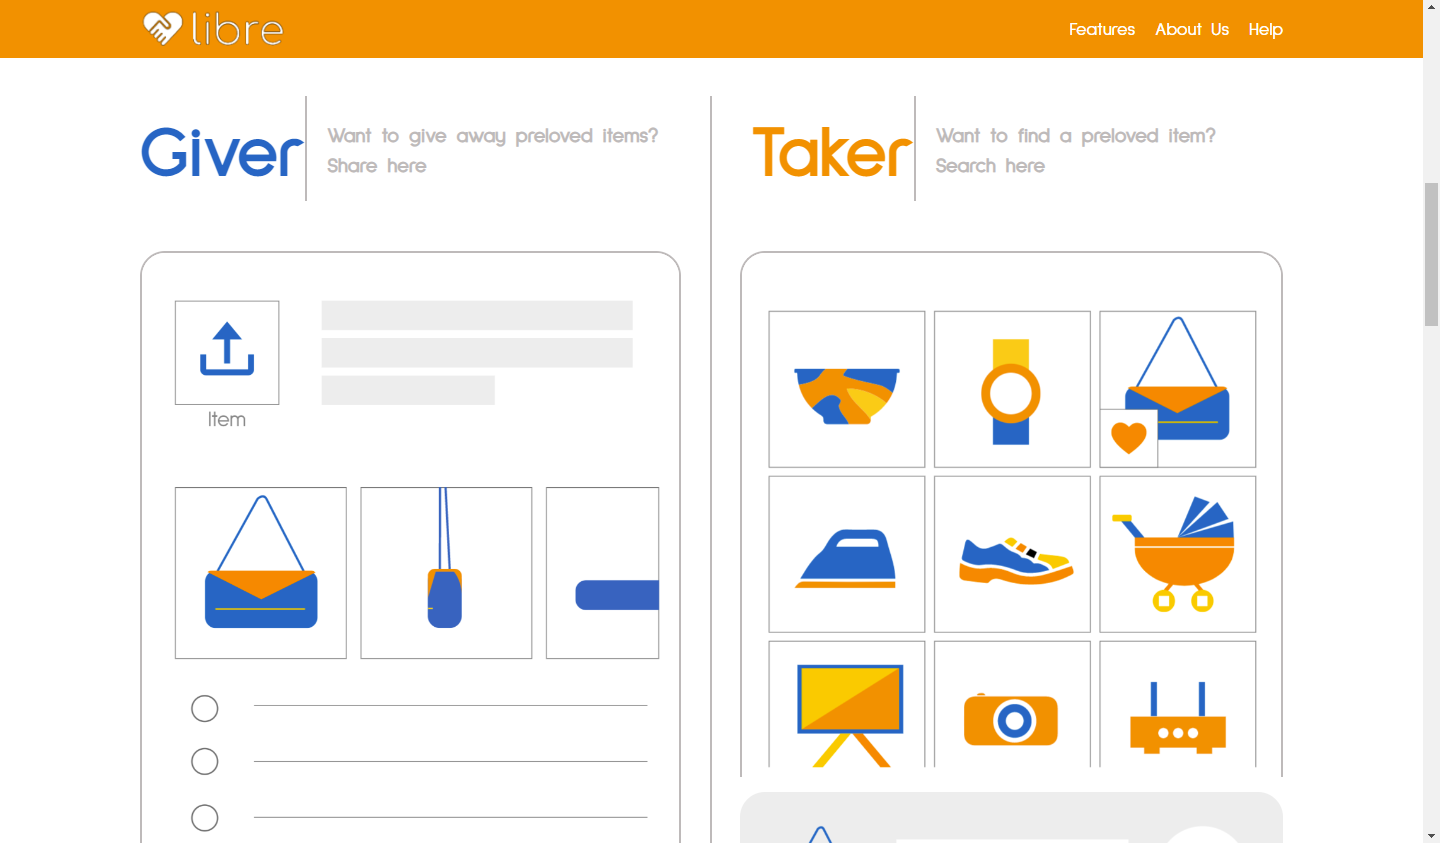 libre
Features About Us Help
Giver
Want to give away preloved items?
Share here
Taker
Want to find a preloved item?
Search here
Item